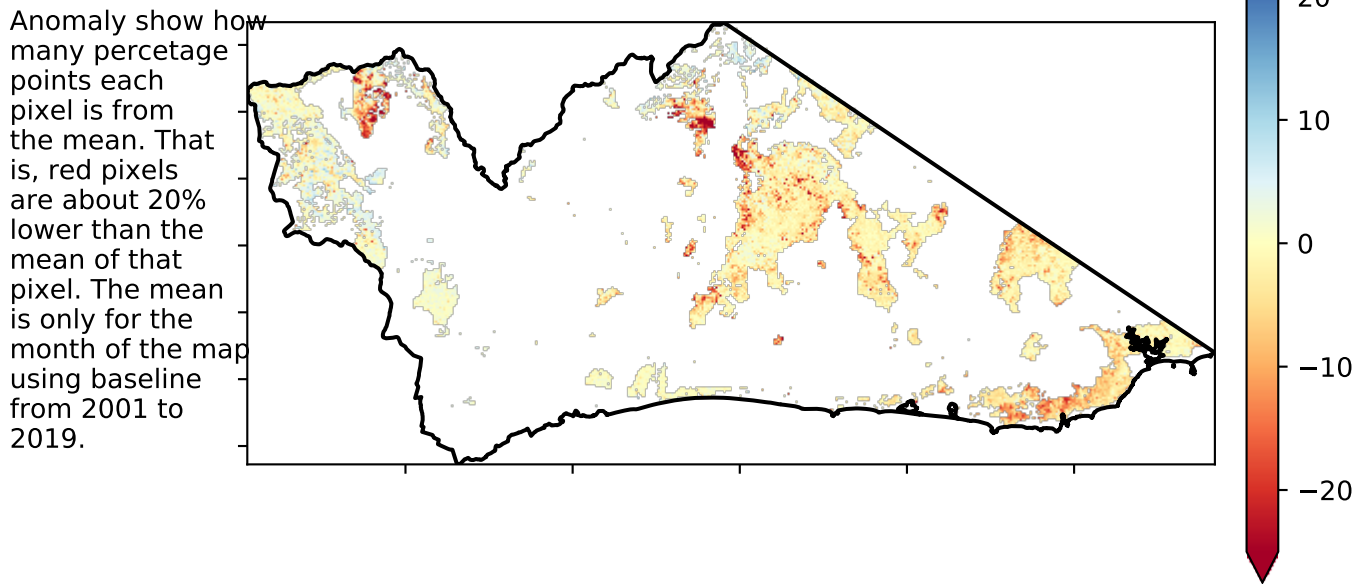 Anomaly show how
many percetage
points each
pixel is from
the mean. That
is, red pixels
are about 20%
lower than the
mean of that
pixel. The mean
is only for the
month of the map
using baseline
from 2001 to
2019.
20
10
0
−10
−20